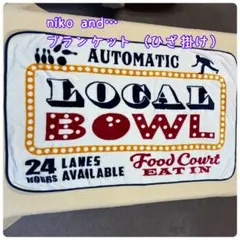 niko and…
ブランケット（ひざ掛け）
AUTOMATIC
LOCAL
BOWL
24 LANES
HOURS AVAILABLE
Food Court
EAT IN